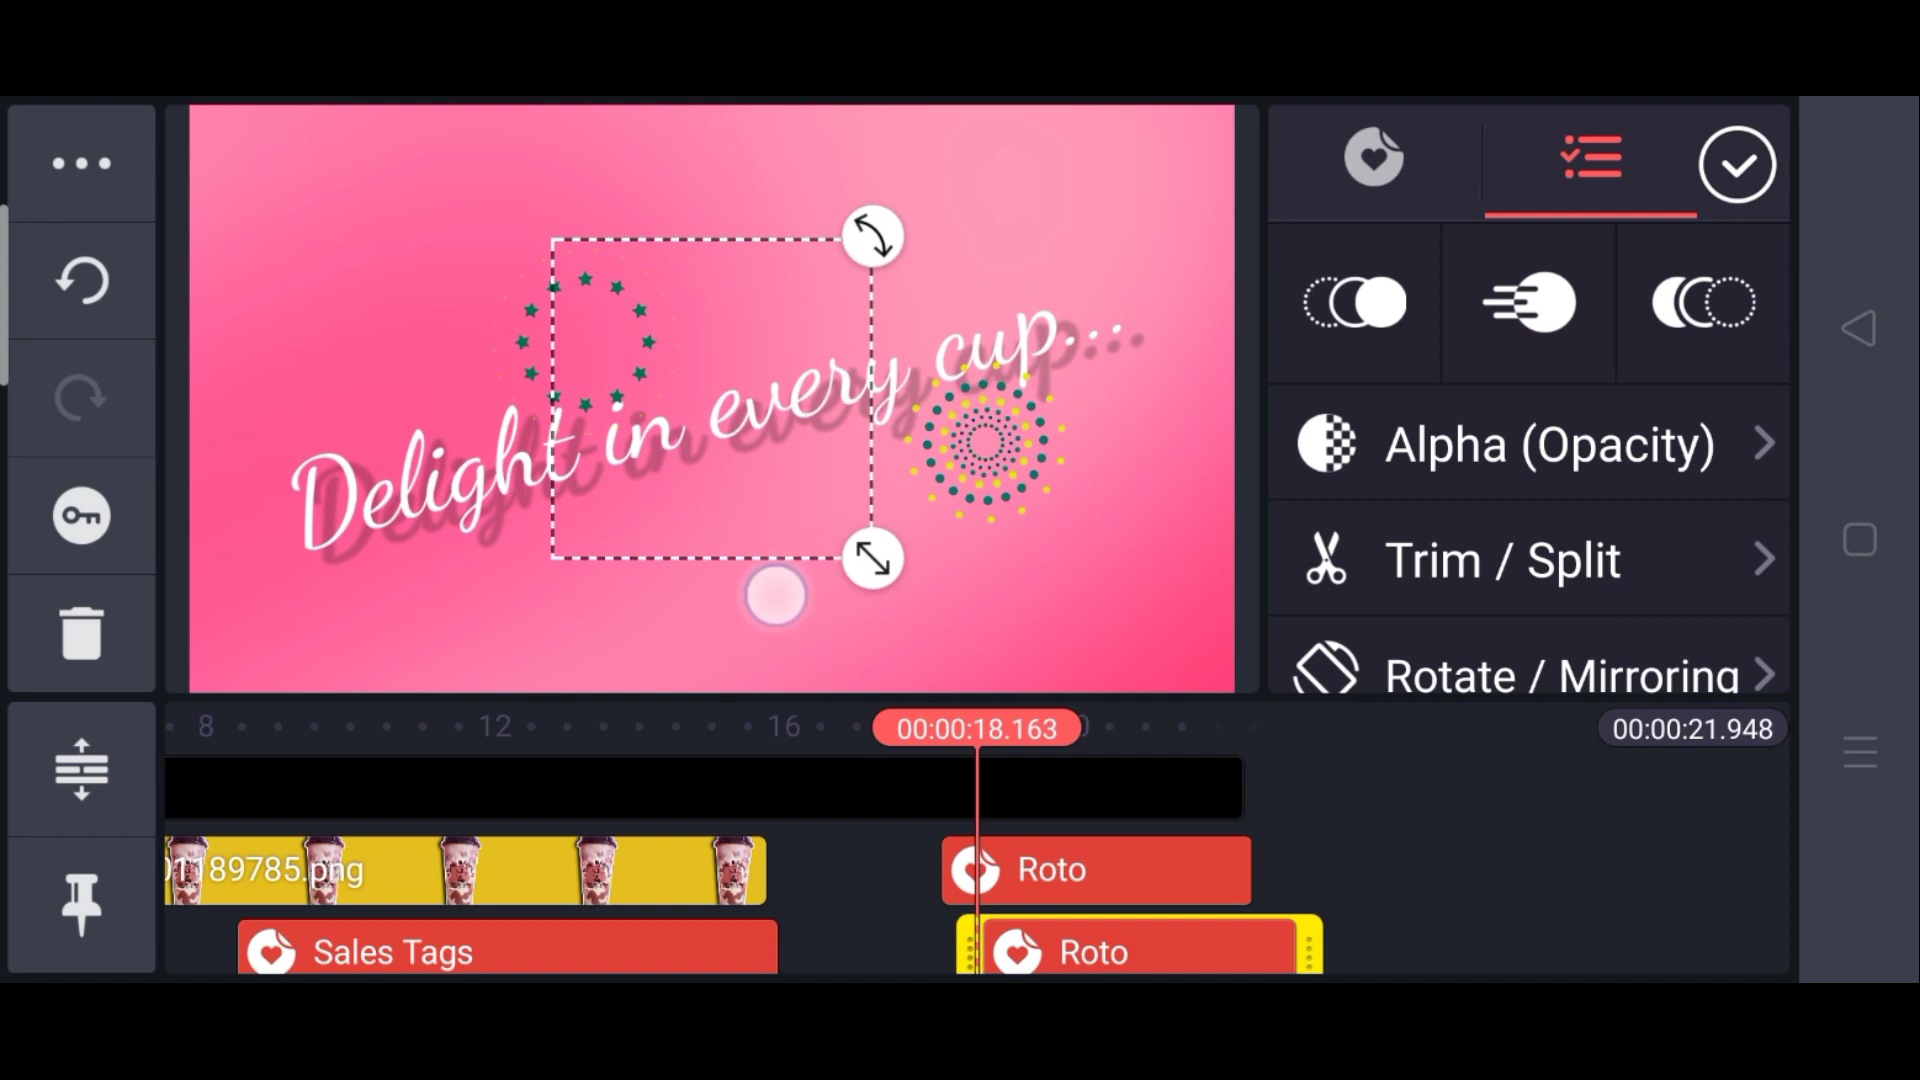 Delight in every cup...
Alpha (Opacity)
Trim / Split
Rotate / Mirroring
8 12 16 00:00:18.163 00:00:21.948
01189785.png
Roto
Sales Tags
Roto